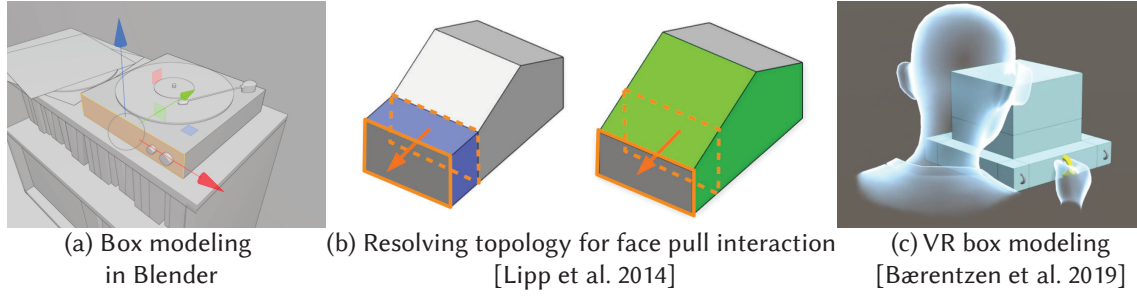 (a) Box modeling
in Blender
(b) Resolving topology for face pull interaction
[Lipp et al. 2014]
(c) VR box modeling
[Bærentzen et al. 2019]